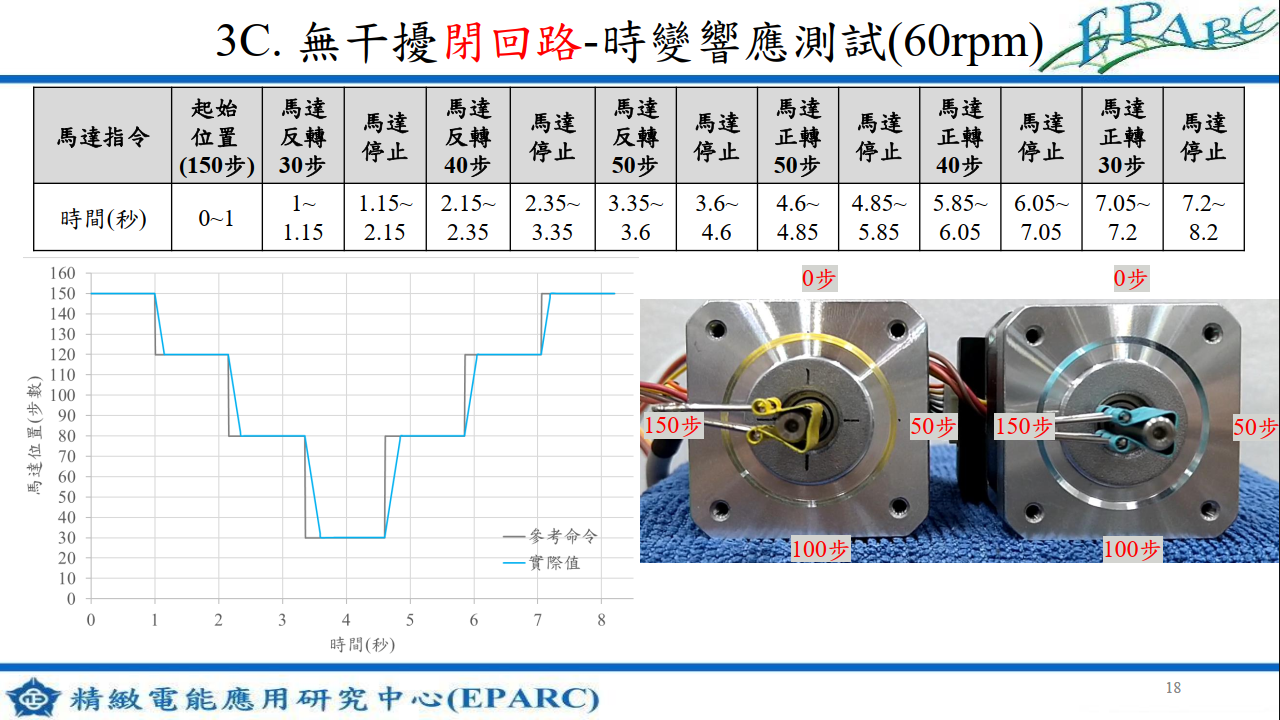 3C. 無干擾閉回路-時變響應測試(60rpm)
EPARC
馬達指令
起始
位置
(150步)
馬達
反轉
30步
馬達
停止
馬達
反轉
40步
馬達
停止
馬達
反轉
50步
馬達
停止
馬達
正轉
50步
馬達
停止
馬達
正轉
40步
馬達
停止
馬達
正轉
30步
馬達
停止
時間(秒)
0~1
1~
1.15
1.15~
2.15
2.15~
2.35
2.35~
3.35
3.35~
3.6
3.6~
4.6
4.6~
4.85
4.85~
5.85
5.85~
6.05
6.05~
7.05
7.05~
7.2
7.2~
8.2
馬達位置(步數)
160
150
140
130
120
110
100
90
80
70
60
50
40
30
20
10
0
參考命令
實際值
0 1 2 3 4 5 6 7 8
時間(秒)
0步
0步
150步
50步
150步
50步
100步
100步
精緻電能應用研究中心(EPARC)
18